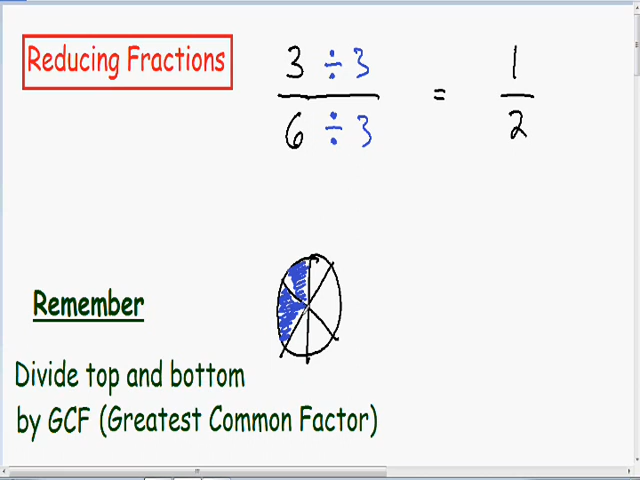 Reducing Fractions
3 ÷ 3
6 ÷ 3
=
1
2
Remember
Divide top and bottom
by GCF (Greatest Common Factor)